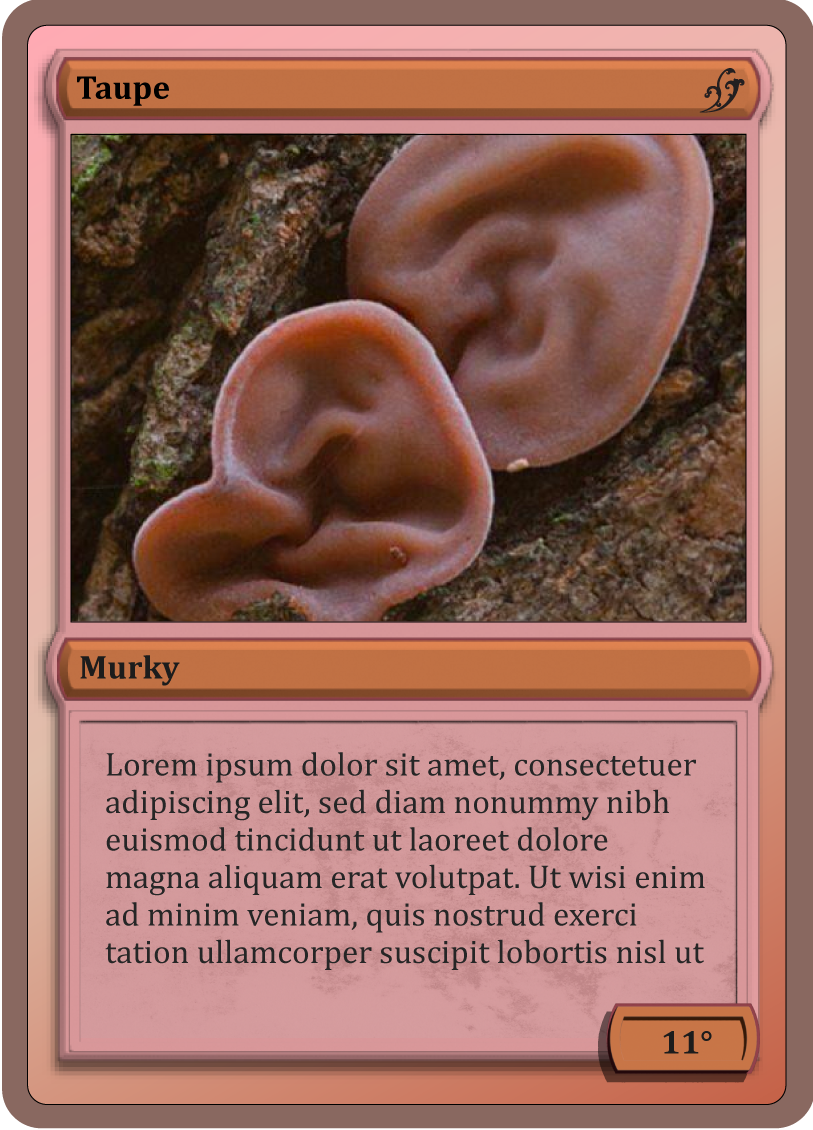 Taupe
Murky
Lorem ipsum dolor sit amet, consectetuer
adipiscing elit, sed diam nonummy nibh
euismod tincidunt ut laoreet dolore
magna aliquam erat volutpat. Ut wisi enim
ad minim veniam, quis nostrud exerci
tation ullamcorper suscipit lobortis nisl ut
11°